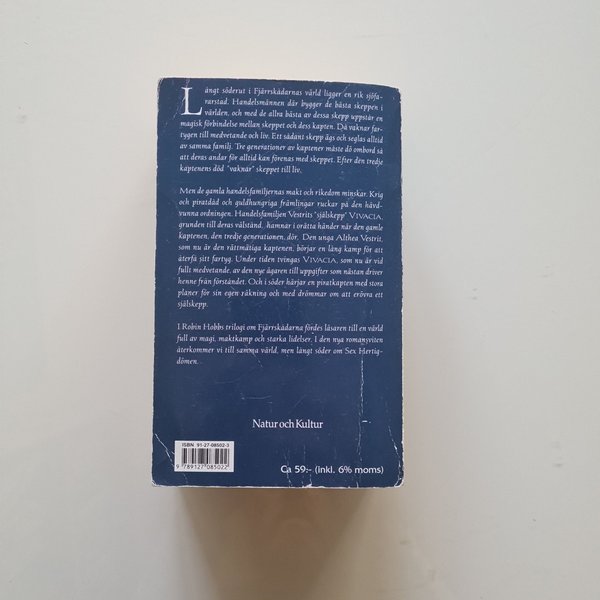 Långt söderut i Fjärrskådarnas värld ligger en rik sjöfa-
rarstad. Handelsmännen där bygger de bästa skeppen i
världen, och med de allra bästa av dessa skepp uppstår en
magisk förbindelse mellan skeppet och dess kapten. Då vaknar far-
tygen till medvetande och liv. Ett sådant skepp ägs och seglas alltid
av samma familj. Tre generationer av kaptener måste dö ombord så
att deras andar för alltid kan förenas med skeppet. Efter den tredje
kaptenens död "vaknar" skeppet till liv.
Men de gamla handelsfamiljernas makt och rikedom minskar. Krig
och piratdåd och guldhungriga främlingar ruckar på den hävd-
vunna ordningen. Handelsfamiljen Vestrits "själskepp" VIVACIA,
grunden till deras välstånd, hamnar i orätta händer när den gamle
kaptenen, den tredje generationen, dör. Den unga Althea Vestrit,
som nu är den rättmätiga kaptenen, börjar en lång kamp för att
återfå sitt fartyg. Under tiden tvingas VIVACIA, som nu är vid
fullt medvetande, av den nye ägaren till uppgifter som nästan driver
henne från förståndet. Och i söder härjar en piratkapten med stora
planer för sin egen räkning och med drömmar om att erövra ett
själskepp.
I Robin Hobbs trilogi om Fjärrskådarna fördes läsaren till en värld
full av magi, maktkamp och starka lidelser. I den nya romansviten
återkommer vi till samma värld, men långt söder om Sex Hertig-
dömen.
Natur och Kultur
ISBN 91-27-08502-3
9 789127 085022
Ca 59:- (inkl. 6% moms)